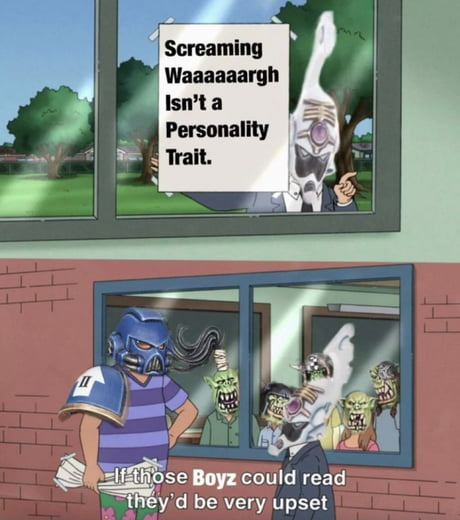 Screaming
Waaaaaargh
Isn't a
Personality
Trait.
II
If those Boyz could read
they'd be very upset